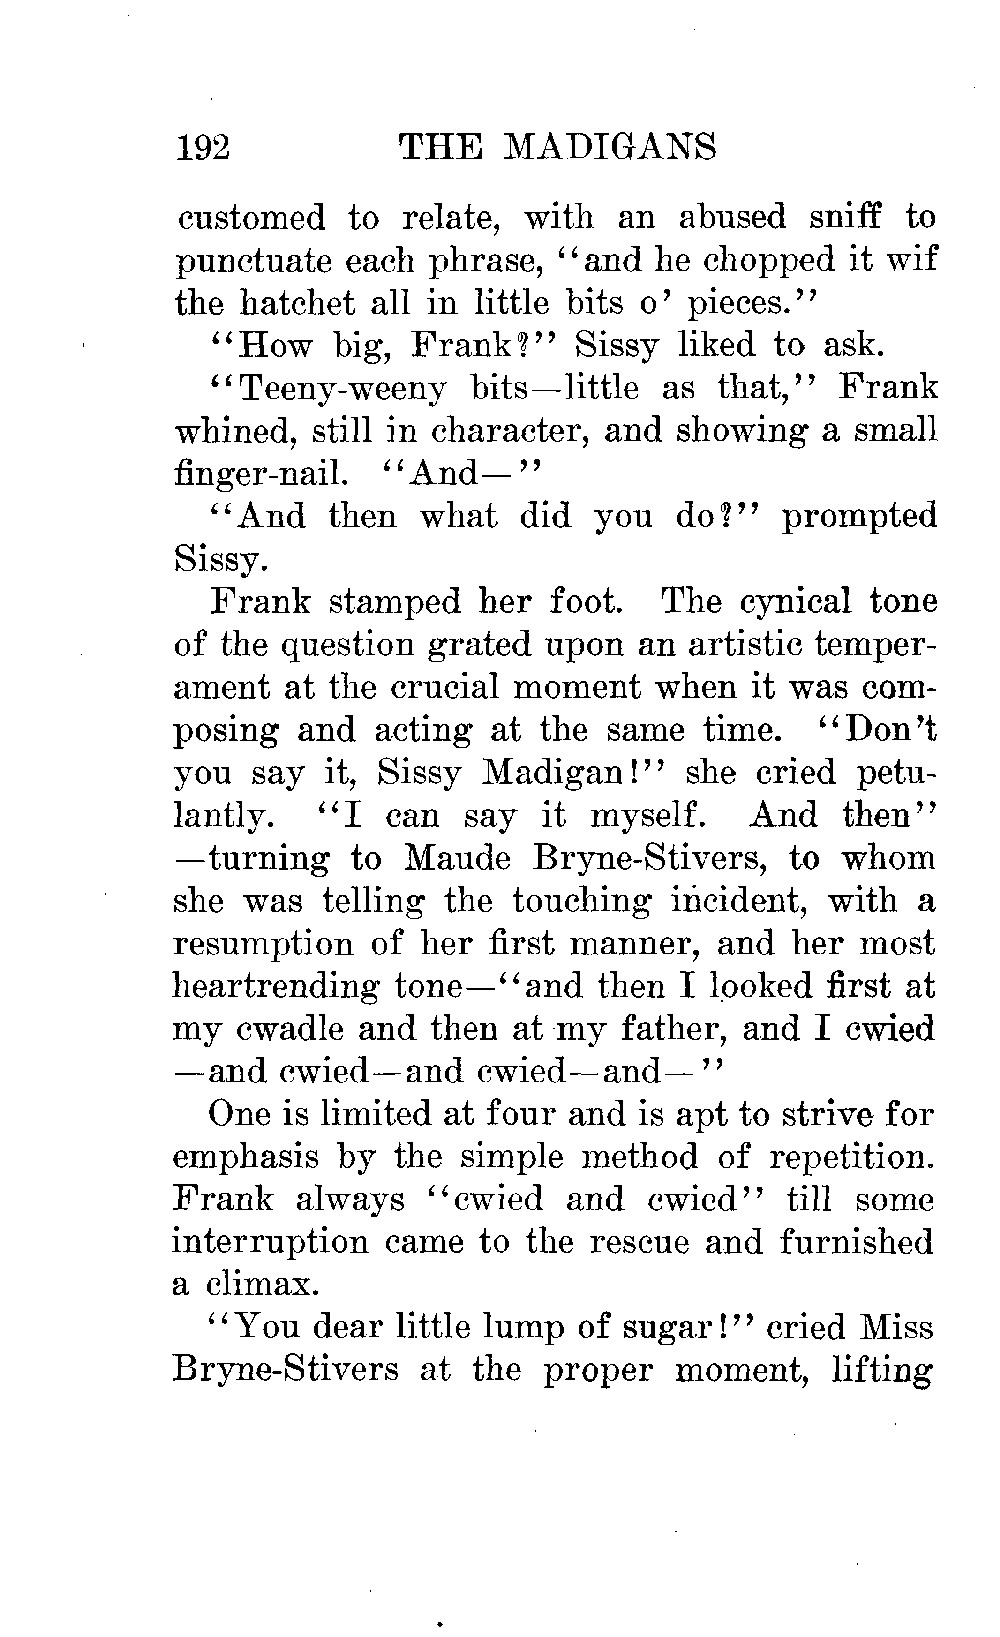 192 THE MADIGANS
customed to relate, with an abused sniff to
punctuate each phrase, "and he chopped it wif
the hatchet all in little bits o' pieces."
"How big, Frank?" Sissy liked to ask.
"Teeny-weeny bits—little as that," Frank
whined, still in character, and showing a small
finger-nail. "And—"
"And then what did you do?" prompted
Sissy.
Frank stamped her foot. The cynical tone
of the question grated upon an artistic temper-
ament at the crucial moment when it was com-
posing and acting at the same time. "Don't
you say it, Sissy Madigan!" she cried petu-
lantly. "I can say it myself. And then"
—turning to Maude Bryne-Stivers, to whom
she was telling the touching incident, with a
resumption of her first manner, and her most
heartrending tone—"and then I looked first at
my cwadle and then at my father, and I cwied
—and cwied—and cwied—and—"
One is limited at four and is apt to strive for
emphasis by the simple method of repetition.
Frank always "cwied and cwied" till some
interruption came to the rescue and furnished
a climax.
"You dear little lump of sugar!" cried Miss
Bryne-Stivers at the proper moment, lifting